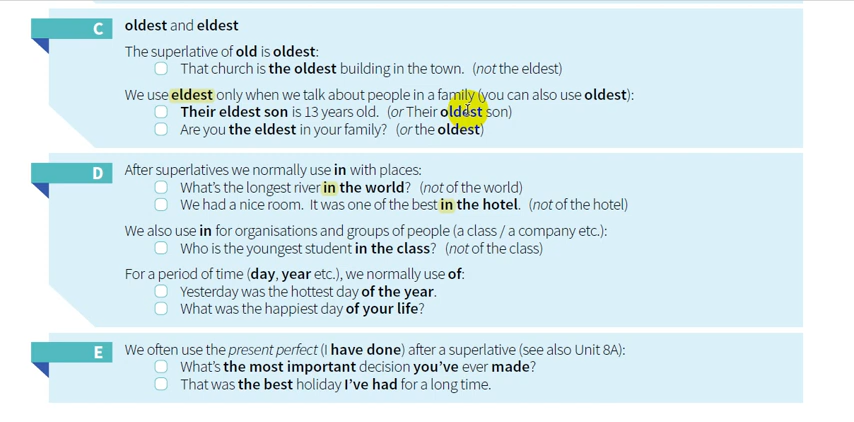 C
oldest and eldest
The superlative of old is oldest:
That church is the oldest building in the town. (not the eldest)
We use eldest only when we talk about people in a family (you can also use oldest):
Their eldest son is 13 years old. (or Their oldest son)
Are you the eldest in your family? (or the oldest)
D
After superlatives we normally use in with places:
What's the longest river in the world? (not of the world)
We had a nice room. It was one of the best in the hotel. (not of the hotel)
We also use in for organisations and groups of people (a class / a company etc.):
Who is the youngest student in the class? (not of the class)
For a period of time (day, year etc.), we normally use of:
Yesterday was the hottest day of the year.
What was the happiest day of your life?
E
We often use the present perfect (I have done) after a superlative (see also Unit 8A):
What's the most important decision you've ever made?
That was the best holiday I've had for a long time.